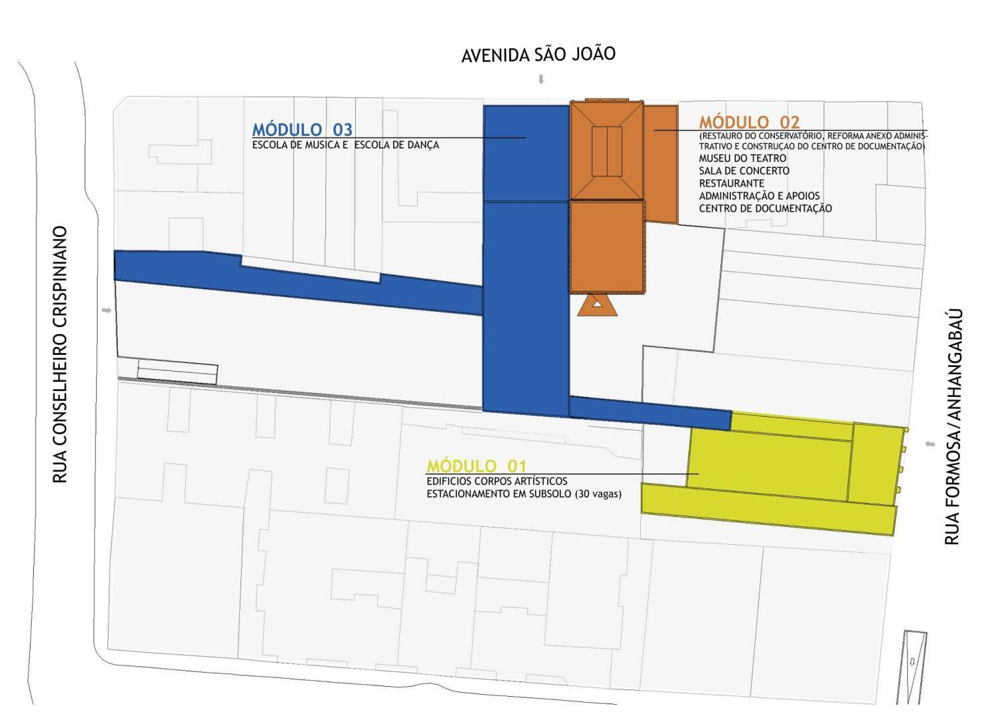 AVENIDA SÃO JOÃO
MÓDULO 03
ESCOLA DE MUSICA E ESCOLA DE DANÇA
MÓDULO 02
(RESTAURO DO CONSERVATÓRIO, REFORMA ANEXO ADMINIS-
TRATIVO E CONSTRUÇAO DO CENTRO DE DOCUMENTAÇÃO)
MUSEU DO TEATRO
SALA DE CONCERTO
RESTAURANTE
ADMINISTRAÇÃO E APOIOS
CENTRO DE DOCUMENTAÇÃO
RUA CONSELHEIRO CRISPINIANO
RUA FORMOSA/ANHANGABAÚ
MÓDULO 01
EDIFICIOS CORPOS ARTÍSTICOS
ESTACIONAMENTO EM SUBSOLO (30 vagas)